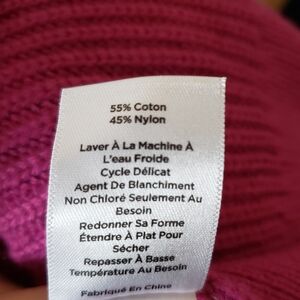 55% Coton
45% Nylon
Laver À La Machine À
L'eau Froide
Cycle Délicat
Agent De Blanchiment
Non Chloré Seulement Au
Besoin
Redonner Sa Forme
Étendre À Plat Pour
Sécher
Repasser À Basse
Température Au Besoin
Fabriqué En Chine